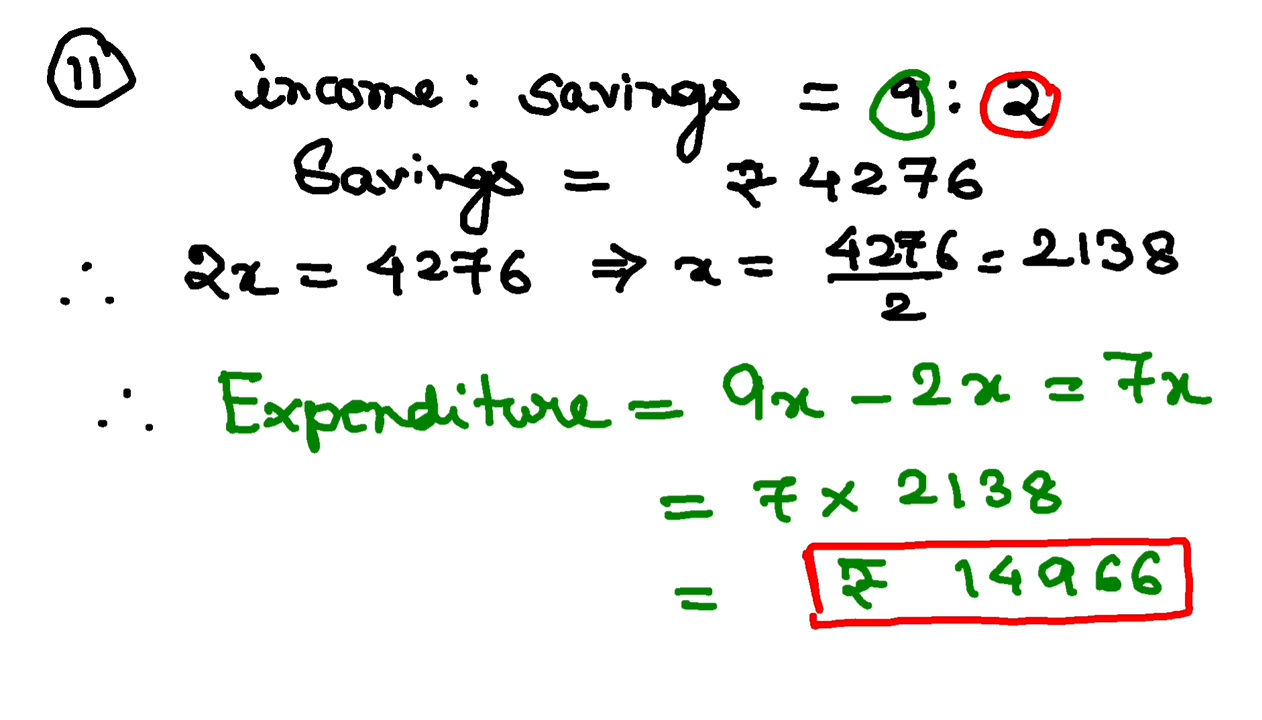 11 income : savings = 9 : 2
Savings = ₹ 4276
∴ 2x = 4276 ⇒ x = 4276/2 = 2138
∴ Expenditure = 9x - 2x = 7x
= 7 × 2138
= ₹ 14966